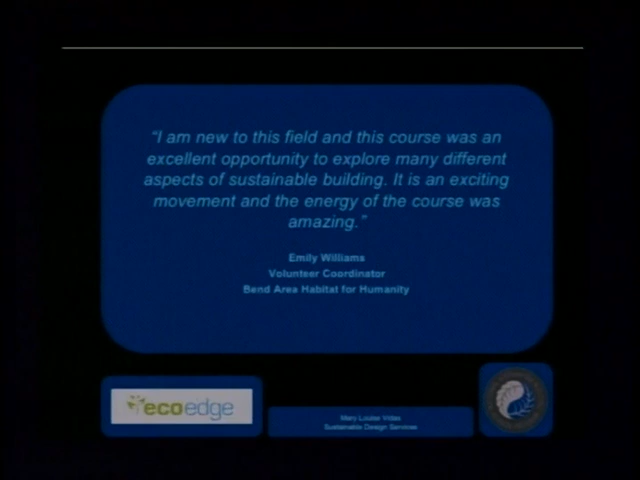 "I am new to this field and this course was an
excellent opportunity to explore many different
aspects of sustainable building. It is an exciting
movement and the energy of the course was
amazing."
Emily Williams
Volunteer Coordinator
Bend Area Habitat for Humanity
ecoedge
Mary Louise
Sustainable Design Services